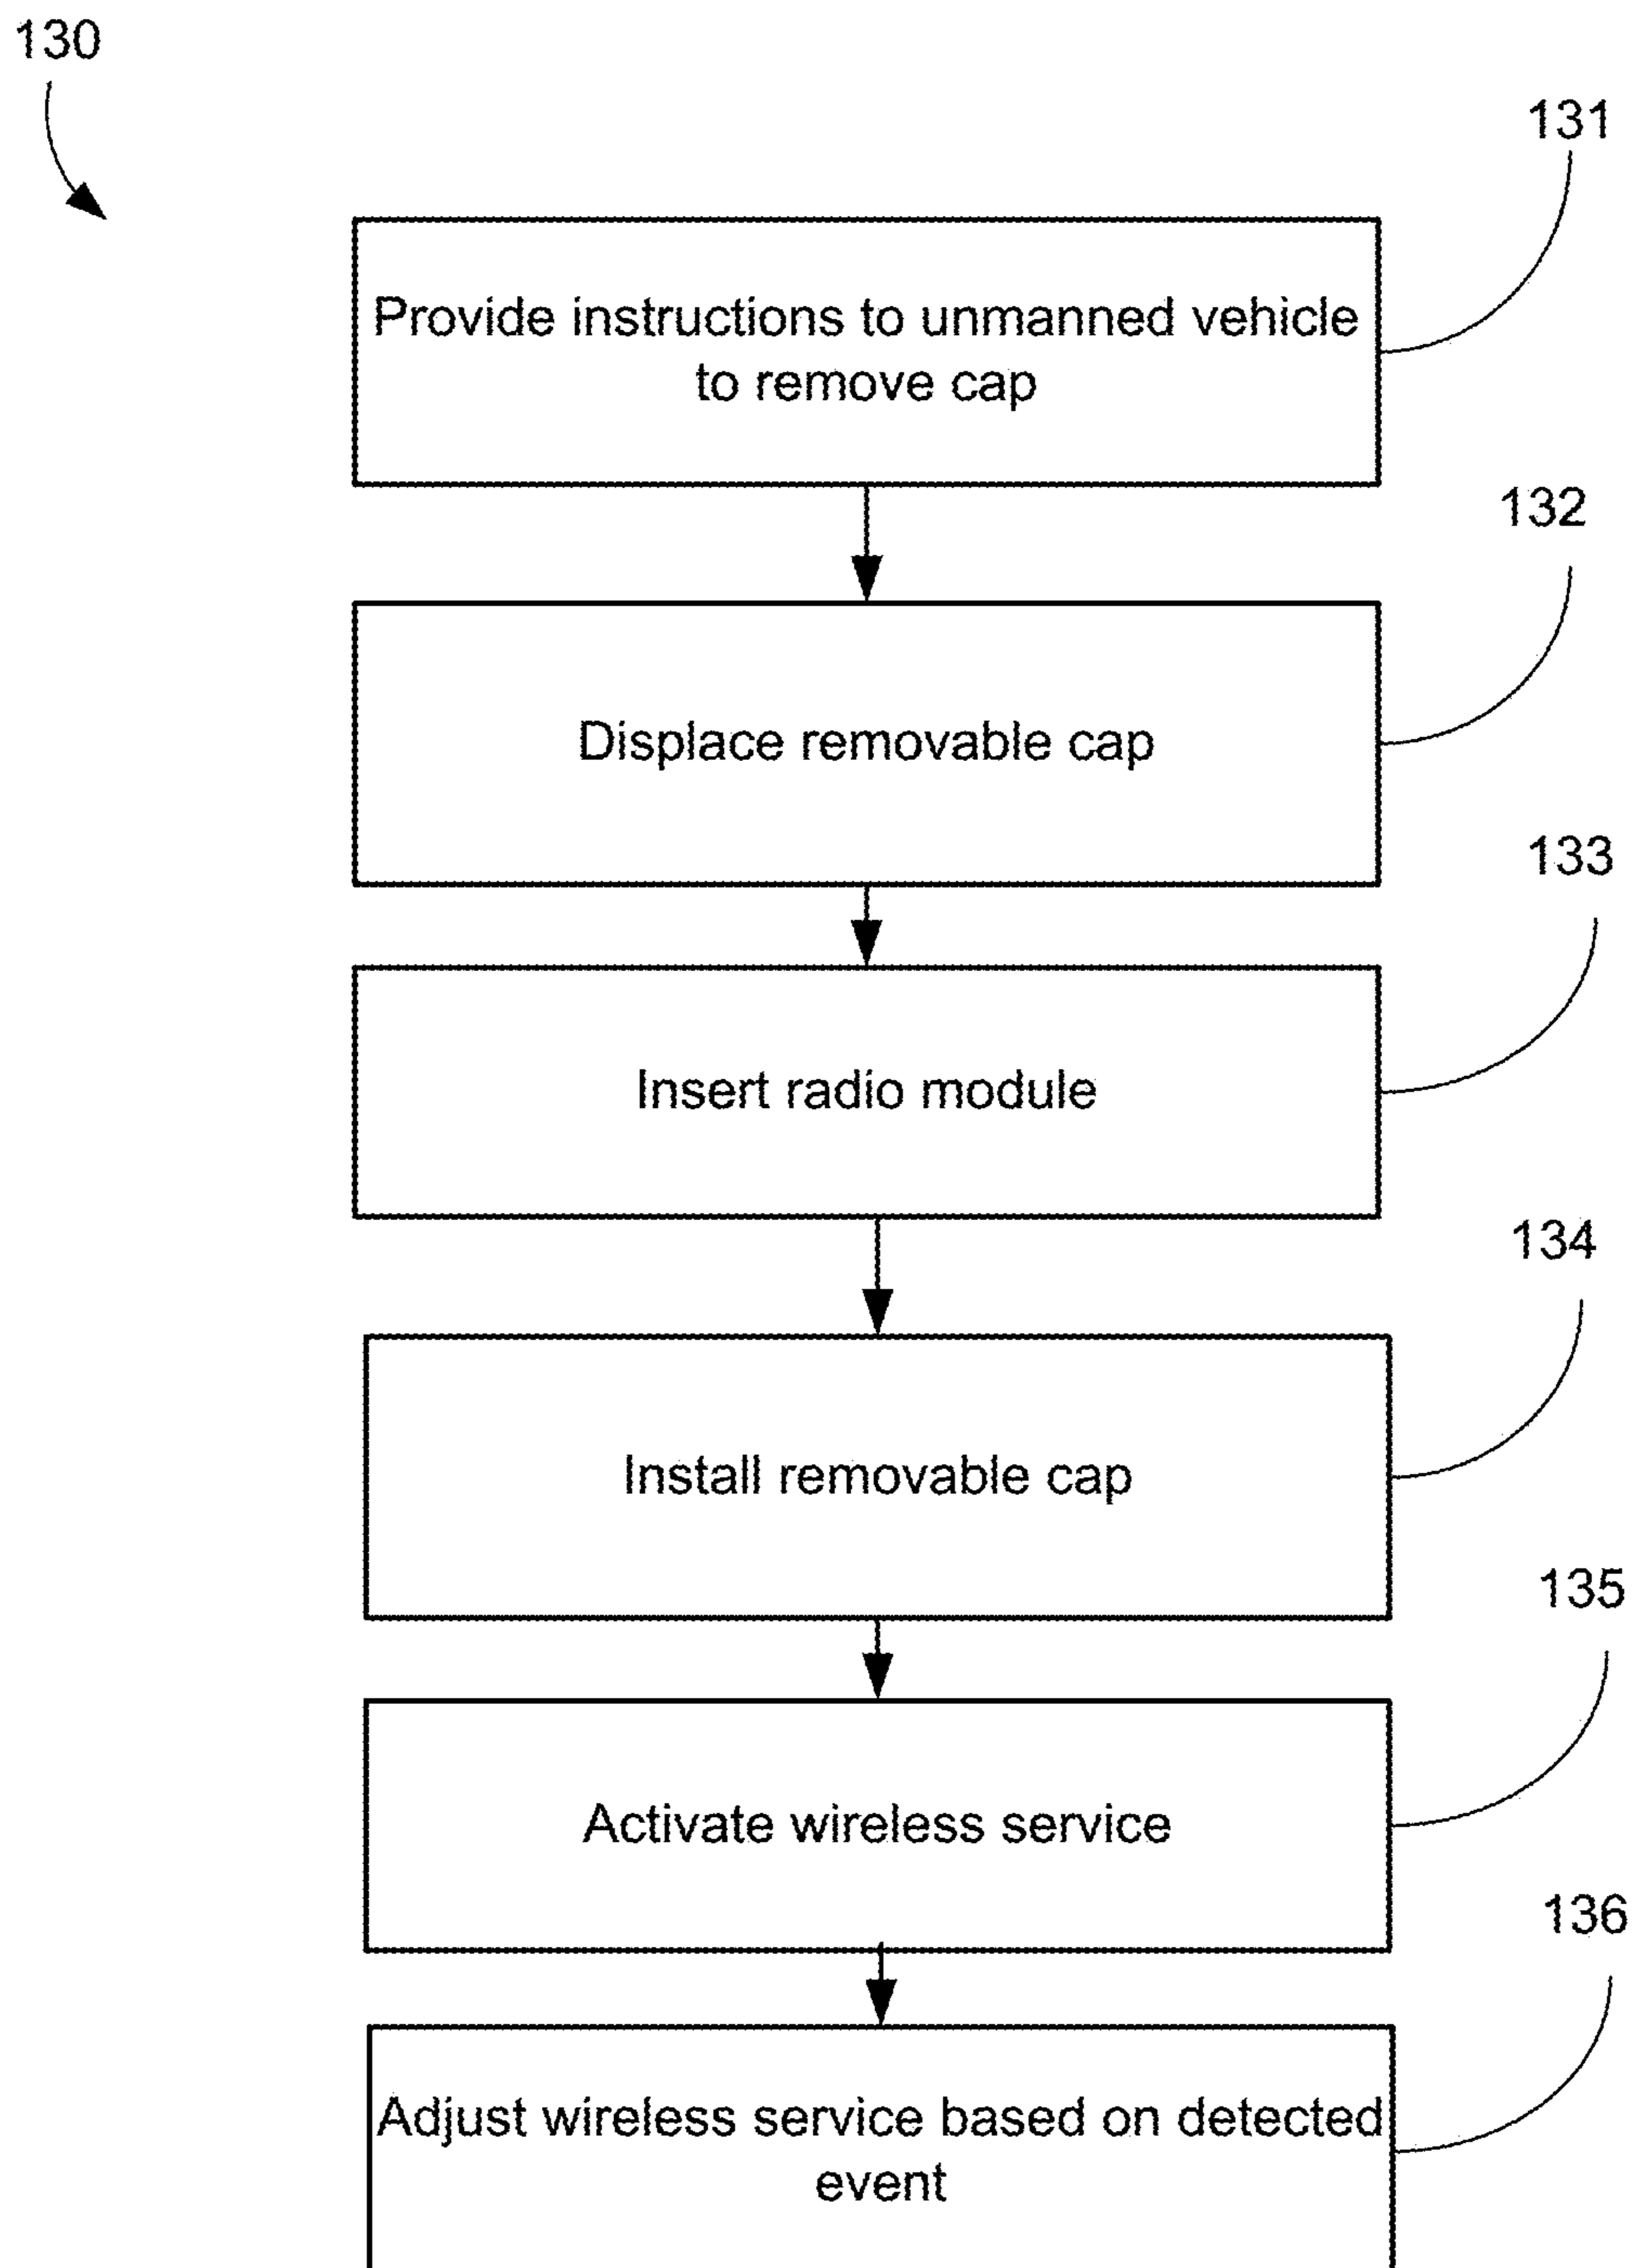 130
131
Provide instructions to unmanned vehicle
to remove cap
132
Displace removable cap
133
Insert radio module
134
Install removable cap
135
Activate wireless service
136
Adjust wireless service based on detected
event